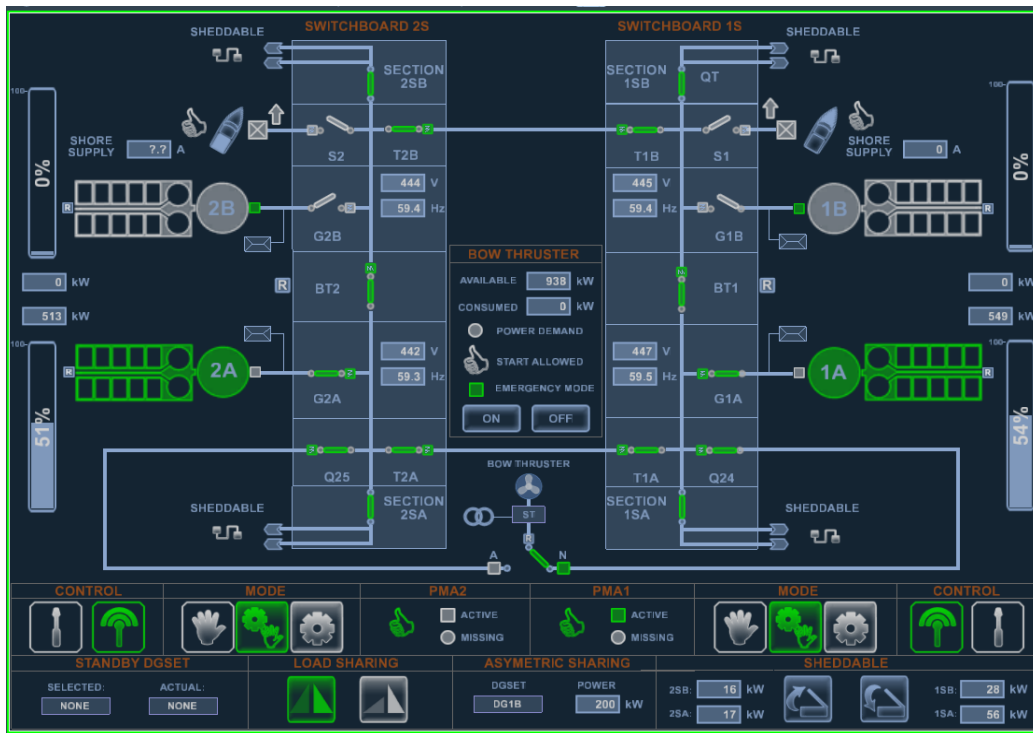 SWITCHBOARD 2S
SWITCHBOARD 1S
SHEDDABLE
SHEDDABLE
SECTION
2SB
SECTION
1SB
QT
100
100
SHORE
SUPPLY
?.? A
S2
T2B
T1B
S1
SHORE
SUPPLY
0 A
0%
0%
444 V
445 V
R
2B
59.4 Hz
59.4 Hz
1B
R
G2B
G1B
BOW THRUSTER
AVAILABLE 938 kW
CONSUMED 0 kW
POWER DEMAND
START ALLOWED
EMERGENCY MODE
ON
OFF
0 kW
R
BT2
BT1
R
0 kW
513 kW
549 kW
100
100
442 V
447 V
R
2A
59.3 Hz
59.5 Hz
1A
R
G2A
G1A
51%
54%
Q25
T2A
T1A
Q24
BOW THRUSTER
SHEDDABLE
SECTION
2SA
ST
SECTION
1SA
SHEDDABLE
R
A
N
CONTROL
MODE
PMA2
PMA1
MODE
CONTROL
ACTIVE
MISSING
ACTIVE
MISSING
STANDBY DGSET
LOAD SHARING
ASYMETRIC SHARING
SHEDDABLE
SELECTED:
NONE
ACTUAL:
NONE
DGSET
DG1B
POWER
200 kW
2SB: 16 kW
2SA: 17 kW
1SB: 28 kW
1SA: 56 kW